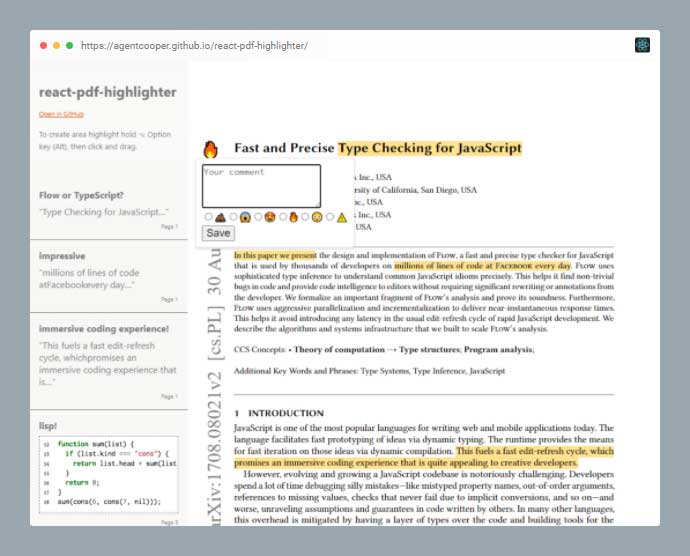 https://agentcooper.github.io/react-pdf-highlighter/
react-pdf-highlighter
Open in GitHub
To create area highlight hold ⌥ Option
key (Alt), then click and drag.
Flow or TypeScript?
"Type Checking for JavaScript..."
Page 1
impressive
"millions of lines of code
atFacebookevery day..."
Page 1
immersive coding experience!
"This fuels a fast edit-refresh
cycle, whichpromises an
immersive coding experience that
is..."
Page 1
lisp!
12 function sum(list) {
13 if (list.kind === "cons") {
14 return list.head + sum(list.
15 }
16 return 0;
17 }
18 sum(cons(6, cons(7, nil)));
Page 3
Fast and Precise Type Checking for JavaScript
Your comment
Save
Inc., USA
rsity of California, San Diego, USA
nc., USA
Inc., USA
USA
arXiv:1708.08021v2 [cs.PL] 30 Au
In this paper we present the design and implementation of Flow, a fast and precise type checker for JavaScript
that is used by thousands of developers on millions of lines of code at Facebook every day. Flow uses
sophisticated type inference to understand common JavaScript idioms precisely. This helps it find non-trivial
bugs in code and provide code intelligence to editors without requiring significant rewriting or annotations from
the developer. We formalize an important fragment of Flow's analysis and prove its soundness. Furthermore,
Flow uses aggressive parallelization and incrementalization to deliver near-instantaneous response times.
This helps it avoid introducing any latency in the usual edit-refresh cycle of rapid JavaScript development. We
describe the algorithms and systems infrastructure that we built to scale Flow's analysis.
CCS Concepts: • Theory of computation → Type structures; Program analysis;
Additional Key Words and Phrases: Type Systems, Type Inference, JavaScript
1 INTRODUCTION
JavaScript is one of the most popular languages for writing web and mobile applications today. The
language facilitates fast prototyping of ideas via dynamic typing. The runtime provides the means
for fast iteration on those ideas via dynamic compilation. This fuels a fast edit-refresh cycle, which
promises an immersive coding experience that is quite appealing to creative developers.
However, evolving and growing a JavaScript codebase is notoriously challenging. Developers
spend a lot of time debugging silly mistakes—like mistyped property names, out-of-order arguments,
references to missing values, checks that never fail due to implicit conversions, and so on—and
worse, unraveling assumptions and guarantees in code written by others. In many other languages,
this overhead is mitigated by having a layer of types over the code and building tools for the